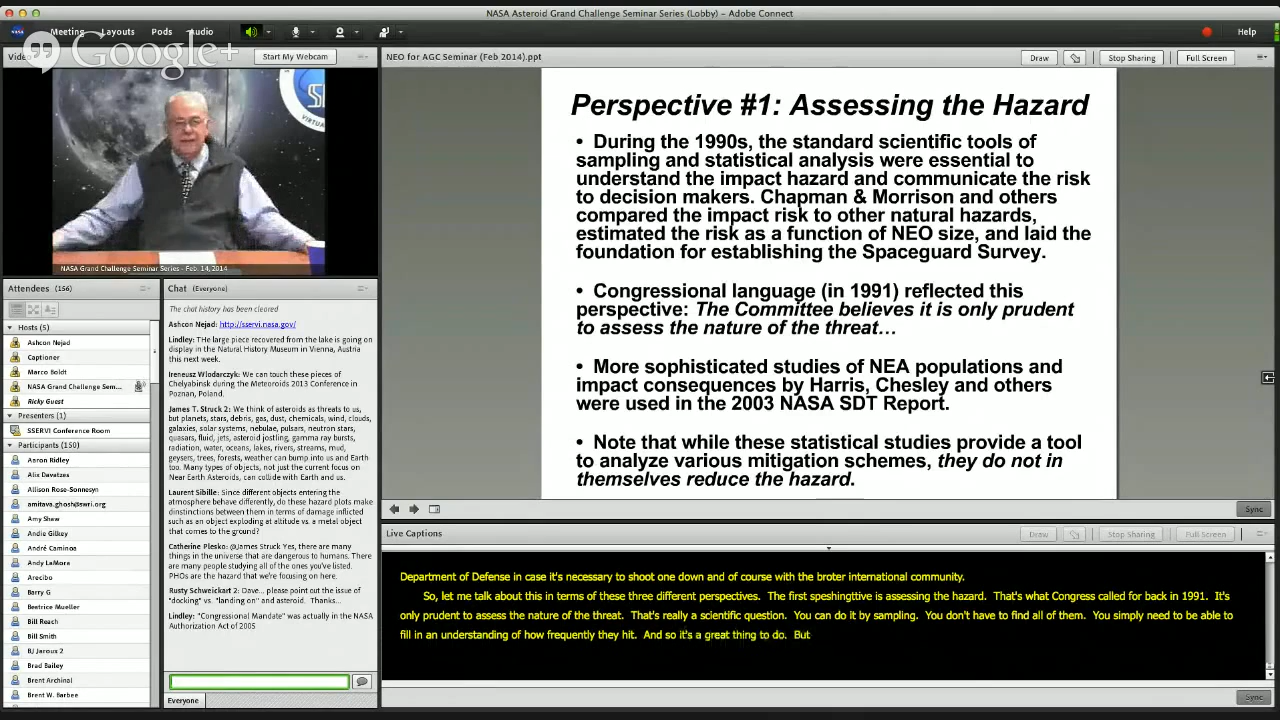 NASA Asteroid Grand Challenge Seminar Series (Lobby) - Adobe Connect
Meeting Layouts Pods Audio
Help
Google+
Start My Webcam
NASA Grand Challenge Seminar Series - Feb. 14, 2014
Attendees (156)
Hosts (5)
Ashcon Nejad
Captioner
Marco Boldt
NASA Grand Challenge Sem...
Ricky Guest
Presenters (1)
SSERVI Conference Room
Participants (150)
Aaron Ridley
Alix Davatzes
Allison Rose-Sonnesyn
amitava.ghosh@swri.org
Amy Shaw
Andie Gilkey
André Caminoa
Andy LaMora
Arecibo
Barry G
Beatrice Mueller
Bill Reach
Bill Smith
BJ Jarous 2
Brad Bailey
Brent Archinal
Brent W. Barbee
Chat (Everyone)
The chat history has been cleared
Ashcon Nejad: http://sservi.nasa.gov/
Lindley: THe large piece recovered from the lake is going on
display in the Natural History Museum in Vienna, Austria
this next week.
Ireneusz Wlodarczyk: We can touch these pieces of
Chelyabinsk during the Meteoroids 2013 Conference in
Poznan, Poland.
James T. Struck 2: We think of asteroids as threats to us,
but planets, stars, debris, gas, dust, chemicals, wind, clouds,
galaxies, solar systems, nebulae, pulsars, neutron stars,
quasars, fluid, jets, asteroid jostling, gamma ray bursts,
radiation, water, oceans, lakes, rivers, streams, mud,
geysers, trees, forests, weather can bump into us and Earth
too. Many types of objects, not just the current focus on
Near Earth Asteroids, can collide with Earth and us.
Laurent Sibille: Since different objects entering the
atmosphere behave differently, do these hazard plots make
distinctions between them in terms of damage inflicted
such as an object exploding at altitude vs. a metal object
that comes to the ground?
Catherine Plesko: @James Struck Yes, there are many
things in the universe that are dangerous to humans. There
are many people studying all of the ones you've listed.
PHOs are the hazard that we're focusing on here.
Rusty Schweickart 2: Dave... please point out the issue of
"docking" vs. "landing on" and asteroid. Thanks...
Lindley: "Congressional Mandate" was actually in the NASA
Authorization Act of 2005
Everyone
NEO for AGC Seminar (Feb 2014).ppt
Draw
Stop Sharing
Full Screen
Perspective #1: Assessing the Hazard
• During the 1990s, the standard scientific tools of
sampling and statistical analysis were essential to
understand the impact hazard and communicate the risk
to decision makers. Chapman & Morrison and others
compared the impact risk to other natural hazards,
estimated the risk as a function of NEO size, and laid the
foundation for establishing the Spaceguard Survey.
• Congressional language (in 1991) reflected this
perspective: The Committee believes it is only prudent
to assess the nature of the threat…
• More sophisticated studies of NEA populations and
impact consequences by Harris, Chesley and others
were used in the 2003 NASA SDT Report.
• Note that while these statistical studies provide a tool
to analyze various mitigation schemes, they do not in
themselves reduce the hazard.
Sync
Live Captions
Draw
Stop Sharing
Full Screen
Department of Defense in case it's necessary to shoot one down and of course with the broter international community.
So, let me talk about this in terms of these three different perspectives. The first speshingttive is assessing the hazard. That's what Congress called for back in 1991. It's
only prudent to assess the nature of the threat. That's really a scientific question. You can do it by sampling. You don't have to find all of them. You simply need to be able to
fill in an understanding of how frequently they hit. And so it's a great thing to do. But
Sync